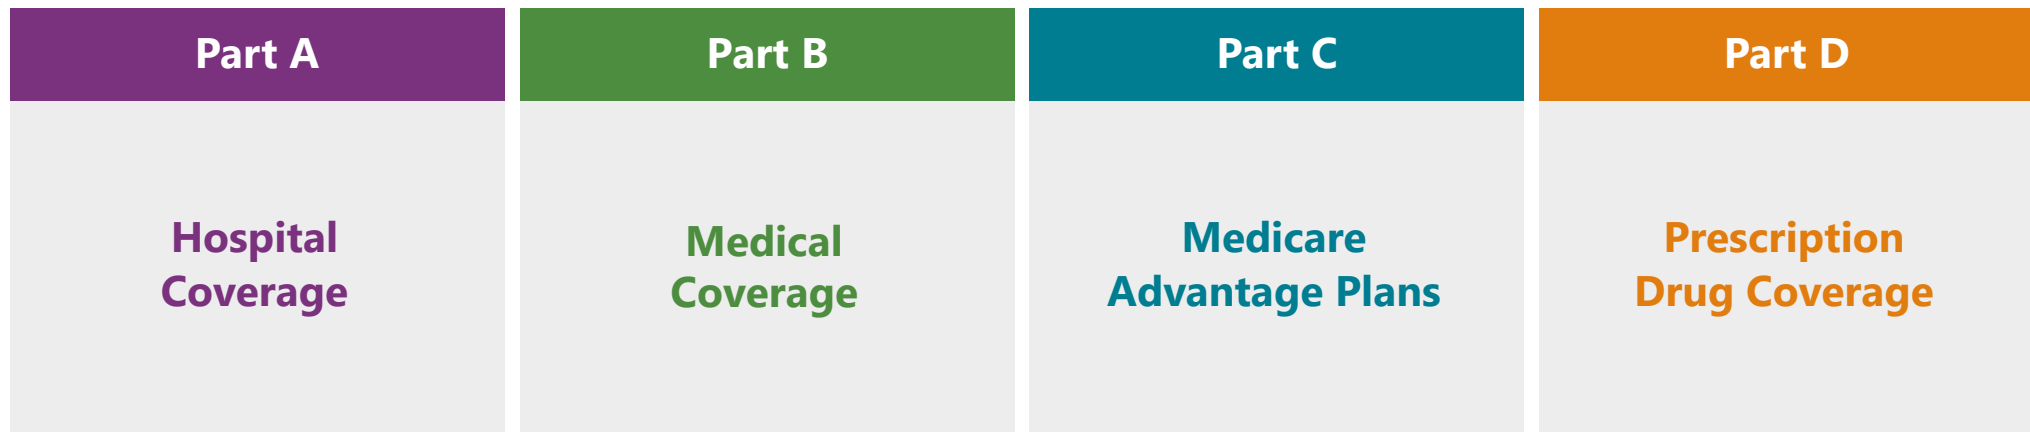 Part A
Hospital
Coverage
Part B
Medical
Coverage
Part C
Medicare
Advantage Plans
Part D
Prescription
Drug Coverage